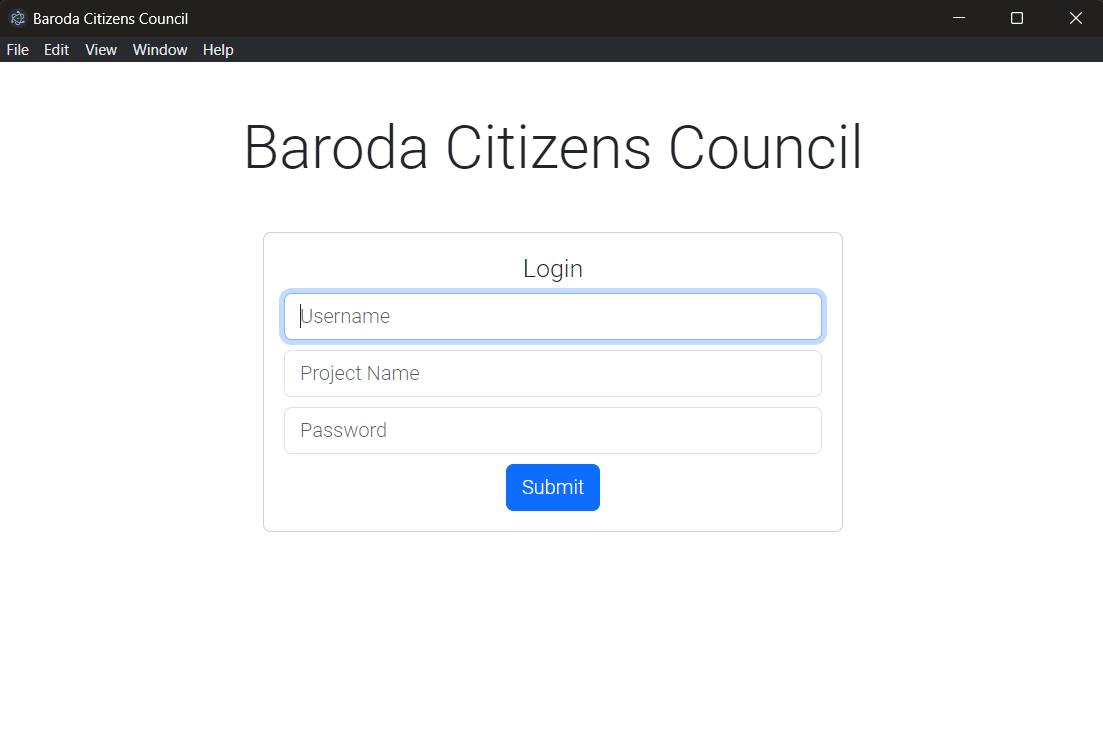 Baroda Citizens Council
File Edit View Window Help
Baroda Citizens Council
Login
Username
Project Name
Password
Submit